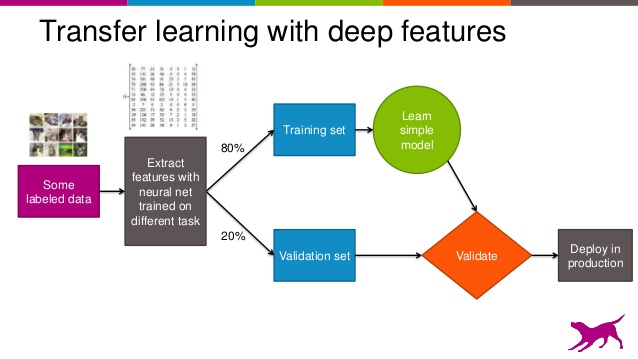 Transfer learning with deep features
Some
labeled data
Extract
features with
neural net
trained on
different task
80%
20%
Training set
Validation set
Learn
simple
model
Validate
Deploy in
production